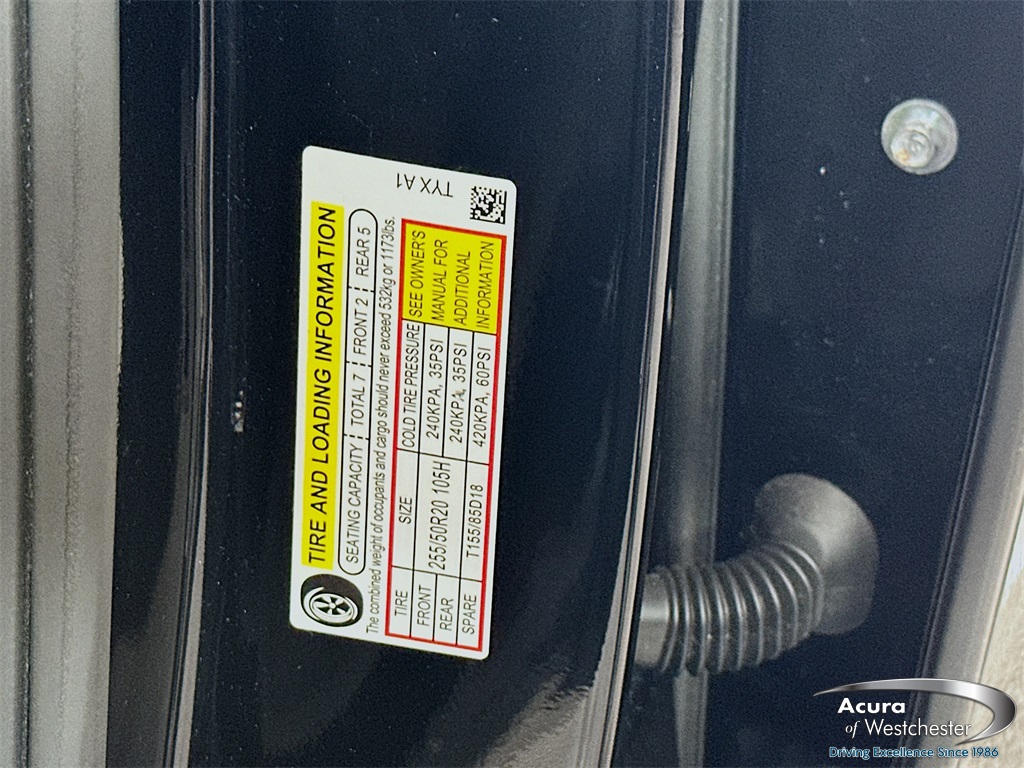 TIRE AND LOADING INFORMATION
SEATING CAPACITY TOTAL 7 FRONT 2 REAR 5
The combined weight of occupants and cargo should never exceed 532kg or 1173lbs.
TIRE SIZE COLD TIRE PRESSURE SEE OWNER'S MANUAL FOR ADDITIONAL INFORMATION
FRONT 255/50R20 105H 240KPA, 35PSI
REAR 240KPA, 35PSI
SPARE T155/85D18 420KPA, 60PSI
TYX A1
Acura
of Westchester
Driving Excellence Since 1986